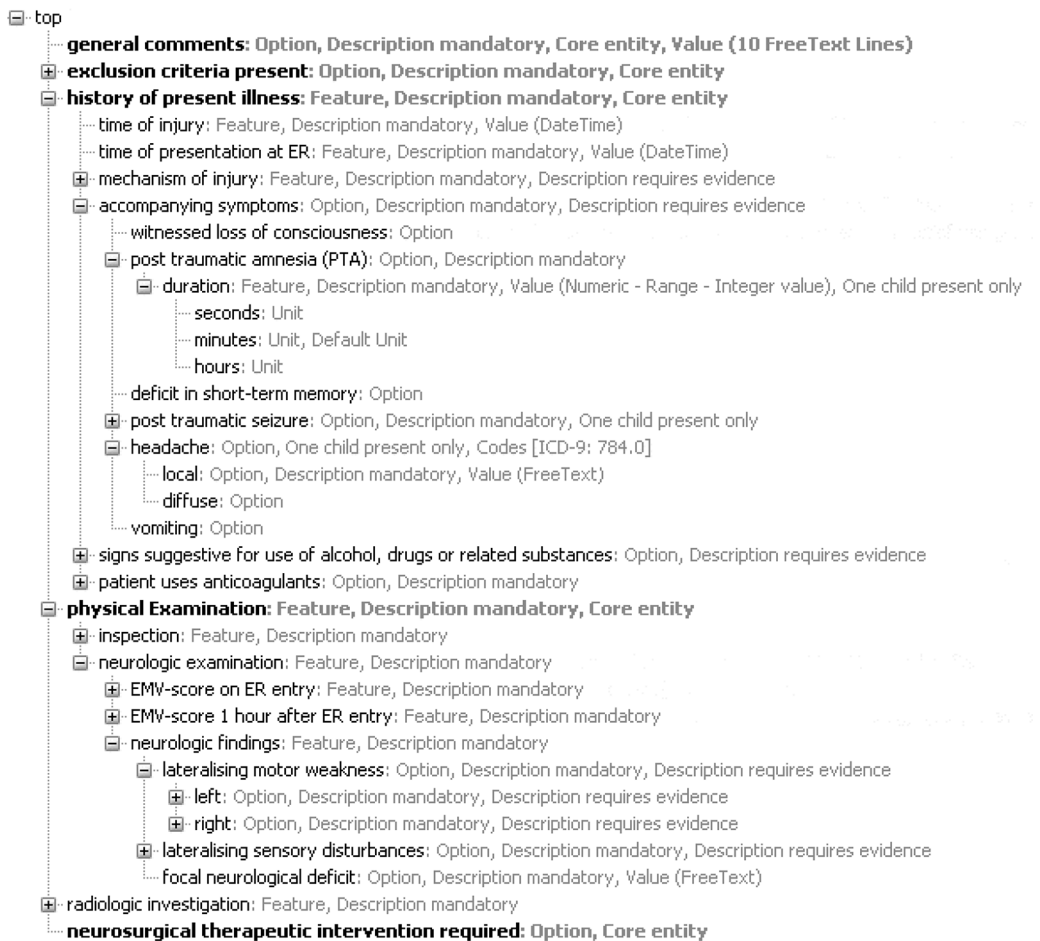 top
general comments: Option, Description mandatory, Core entity, Value (10 FreeText Lines)
exclusion criteria present: Option, Description mandatory, Core entity
history of present illness: Feature, Description mandatory, Core entity
time of injury: Feature, Description mandatory, Value (DateTime)
time of presentation at ER: Feature, Description mandatory, Value (DateTime)
mechanism of injury: Feature, Description mandatory, Description requires evidence
accompanying symptoms: Option, Description mandatory, Description requires evidence
witnessed loss of consciousness: Option
post traumatic amnesia (PTA): Option, Description mandatory
duration: Feature, Description mandatory, Value (Numeric - Range - Integer value), One child present only
seconds: Unit
minutes: Unit, Default Unit
hours: Unit
deficit in short-term memory: Option
post traumatic seizure: Option, Description mandatory, One child present only
headache: Option, One child present only, Codes [ICD-9: 784.0]
local: Option, Description mandatory, Value (FreeText)
diffuse: Option
vomiting: Option
signs suggestive for use of alcohol, drugs or related substances: Option, Description requires evidence
patient uses anticoagulants: Option, Description mandatory
physical Examination: Feature, Description mandatory, Core entity
inspection: Feature, Description mandatory
neurologic examination: Feature, Description mandatory
EMV-score on ER entry: Feature, Description mandatory
EMV-score 1 hour after ER entry: Feature, Description mandatory
neurologic findings: Feature, Description mandatory
lateralising motor weakness: Option, Description mandatory, Description requires evidence
left: Option, Description mandatory, Description requires evidence
right: Option, Description mandatory, Description requires evidence
lateralising sensory disturbances: Option, Description mandatory, Description requires evidence
focal neurological deficit: Option, Description mandatory, Value (FreeText)
radiologic investigation: Feature, Description mandatory
neurosurgical therapeutic intervention required: Option, Core entity